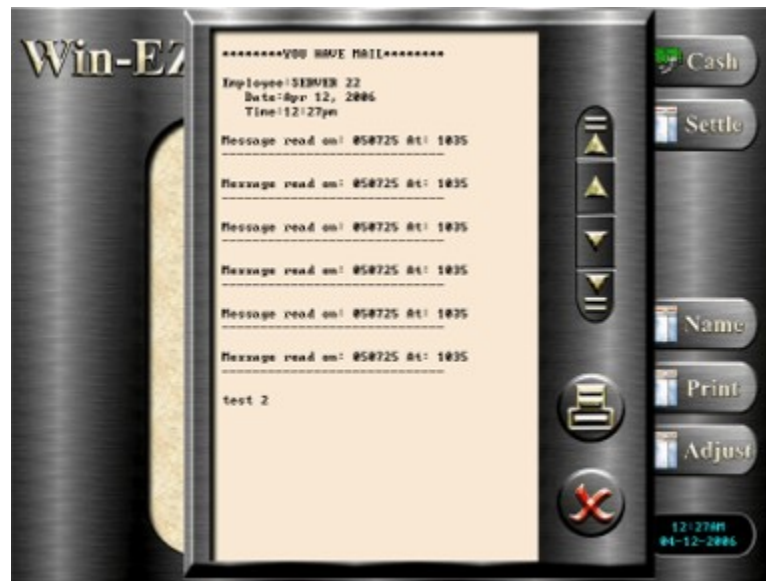 Win-EZ
********YOU HAVE MAIL********
Employee:SERVER 22
Date:Apr 12, 2006
Time:12:27pm
Message read on: 050725 At: 1035
--------------------------------
Message read on: 050725 At: 1035
--------------------------------
Message read on: 050725 At: 1035
--------------------------------
Message read on: 050725 At: 1035
--------------------------------
Message read on: 050725 At: 1035
--------------------------------
Message read on: 050725 At: 1035
--------------------------------
test 2
Cash
Settle
Name
Print
Adjust
12:27AM
04-12-2006